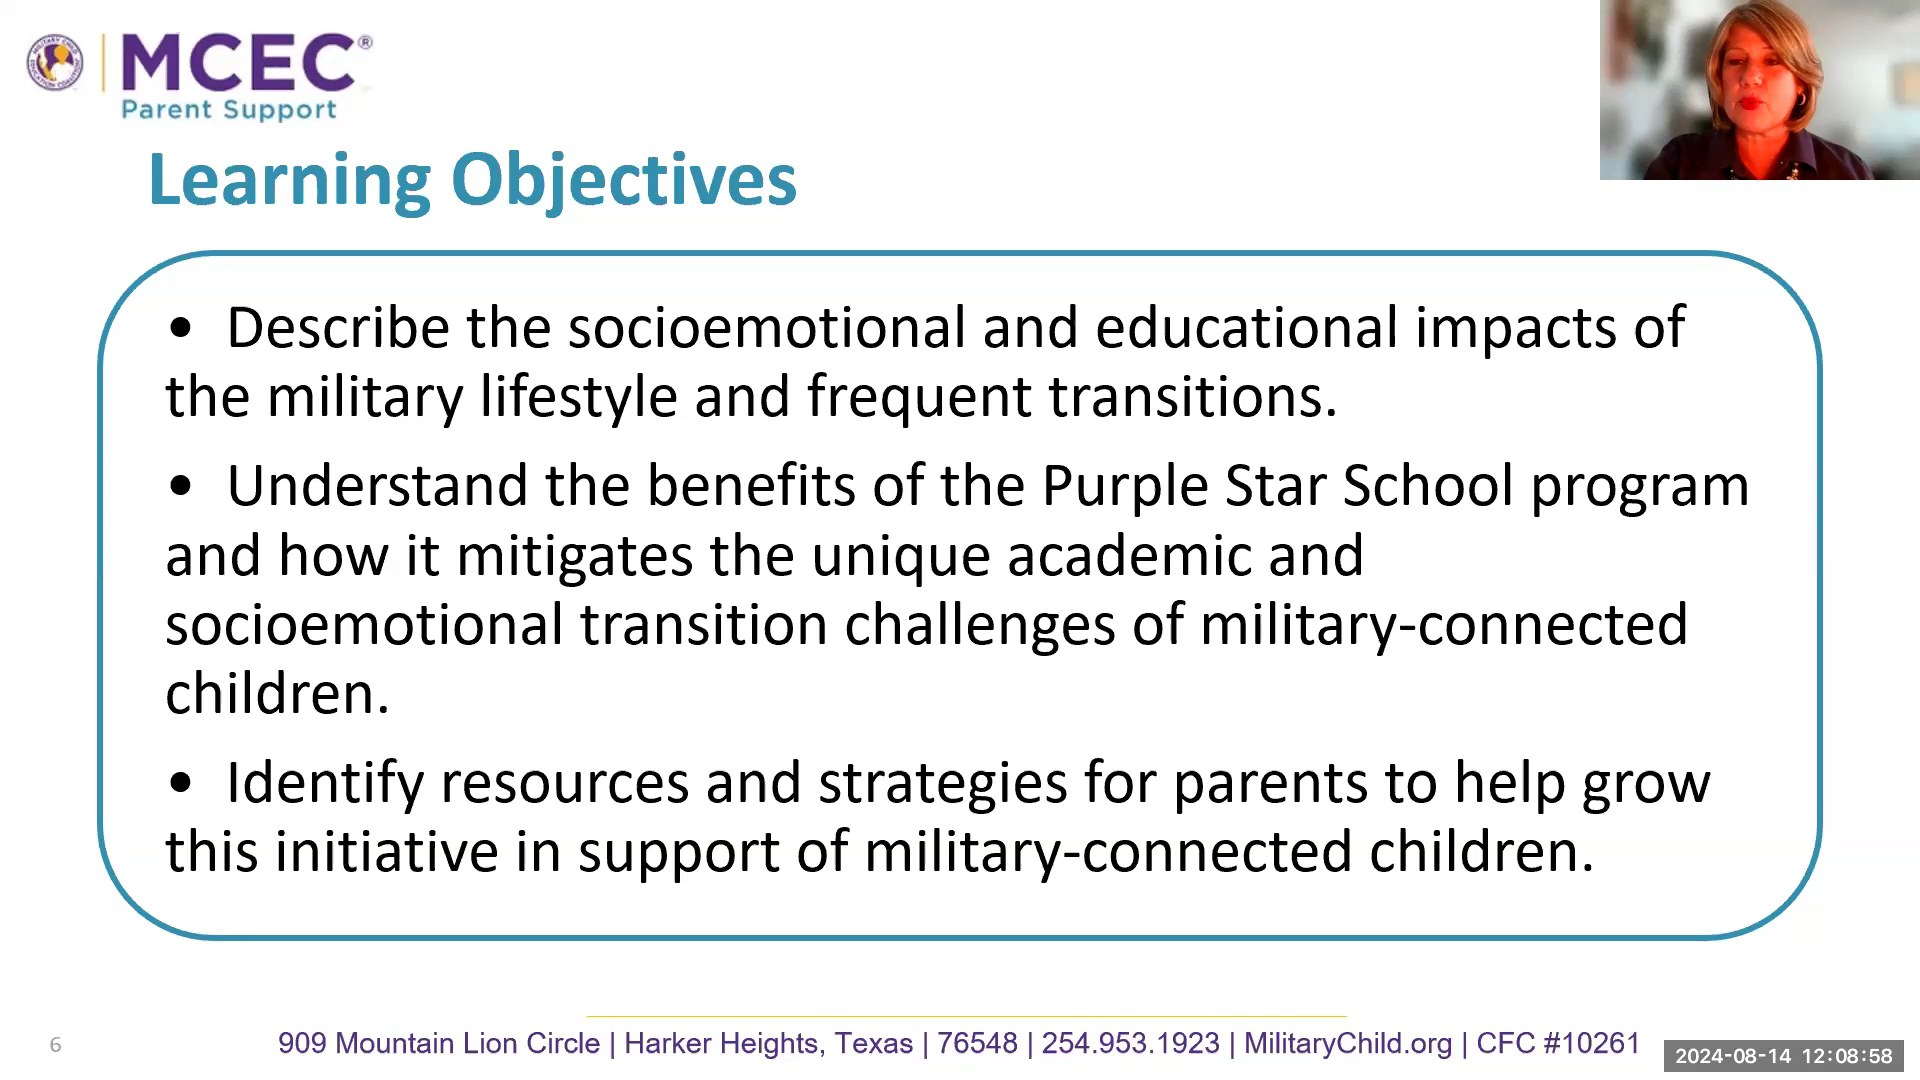 MILITARY CHILD EDUCATION COALITION
MCEC®
Parent Support
Learning Objectives
• Describe the socioemotional and educational impacts of
the military lifestyle and frequent transitions.
• Understand the benefits of the Purple Star School program
and how it mitigates the unique academic and
socioemotional transition challenges of military-connected
children.
• Identify resources and strategies for parents to help grow
this initiative in support of military-connected children.
6
909 Mountain Lion Circle | Harker Heights, Texas | 76548 | 254.953.1923 | MilitaryChild.org | CFC #10261
2024-08-14 12:08:58